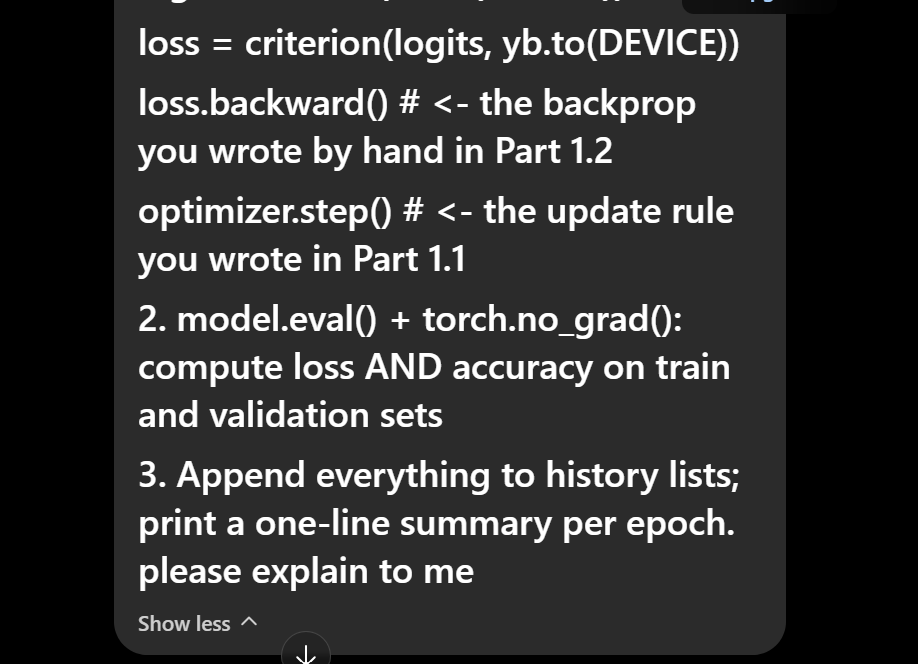 loss = criterion(logits, yb.to(DEVICE))
loss.backward() # <- the backprop
you wrote by hand in Part 1.2
optimizer.step() # <- the update rule
you wrote in Part 1.1
2. model.eval() + torch.no_grad():
compute loss AND accuracy on train
and validation sets
3. Append everything to history lists;
print a one-line summary per epoch.
please explain to me
Show less